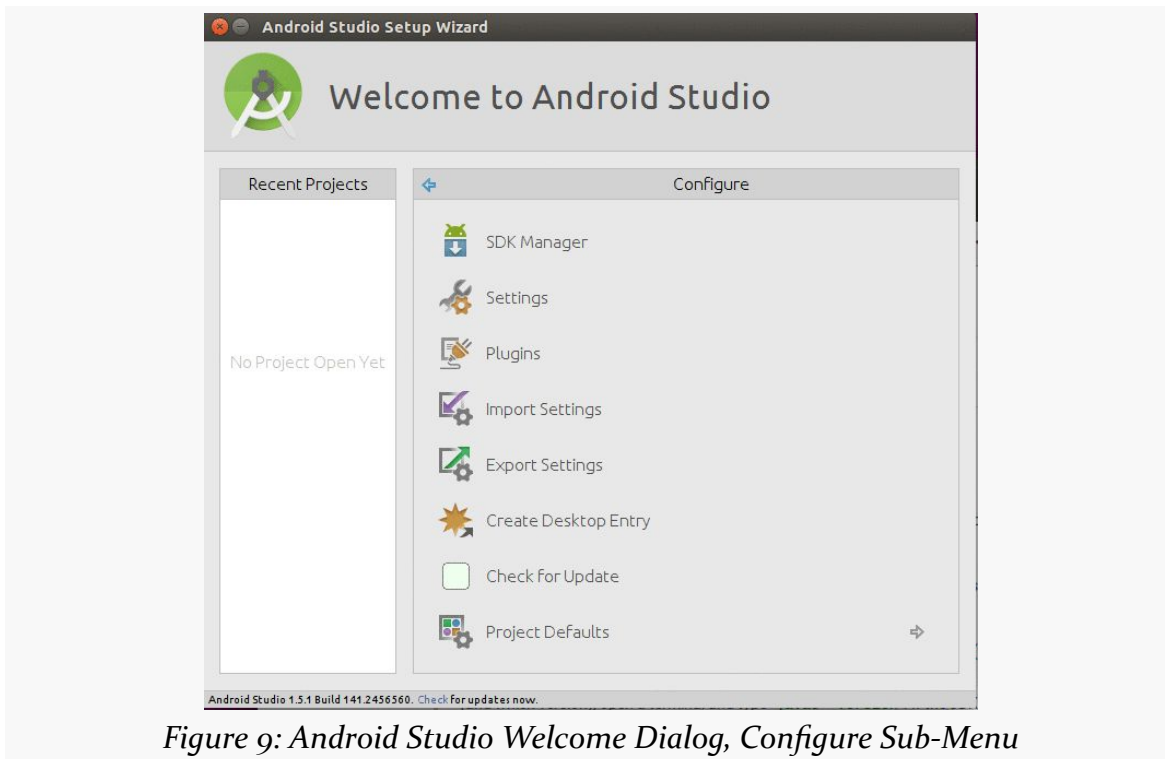 Android Studio Setup Wizard
Welcome to Android Studio
Recent Projects
Configure
No Project Open Yet
SDK Manager
Settings
Plugins
Import Settings
Export Settings
Create Desktop Entry
Check for Update
Project Defaults
Android Studio 1.5.1 Build 141.2456560. Check for updates now.
Figure 9: Android Studio Welcome Dialog, Configure Sub-Menu